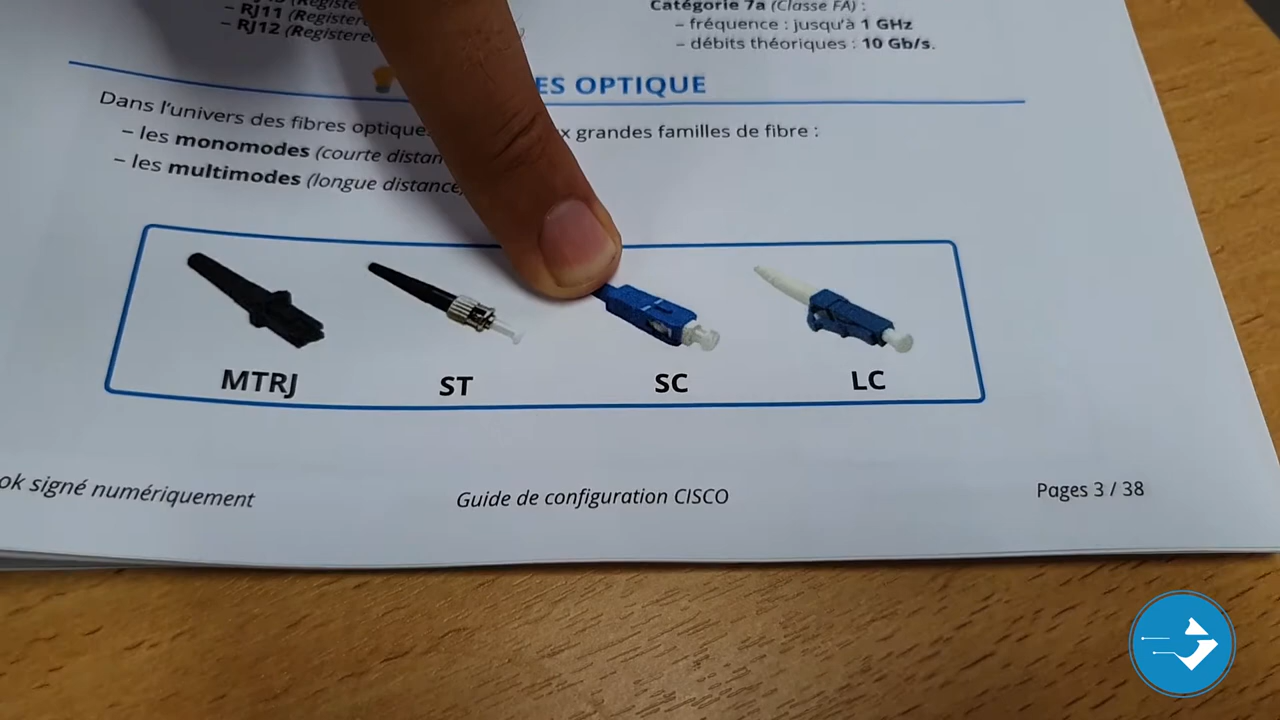 – RJ11 (Register
– RJ12 (Registere
Catégorie 7a (Classe FA) :
– fréquence : jusqu'à 1 GHz
– débits théoriques : 10 Gb/s.
ES OPTIQUE
Dans l'univers des fibres optique x grandes familles de fibre :
– les monomodes (courte distan
– les multimodes (longue distance
MTRJ
ST
SC
LC
ok signé numériquement
Guide de configuration CISCO
Pages 3 / 38